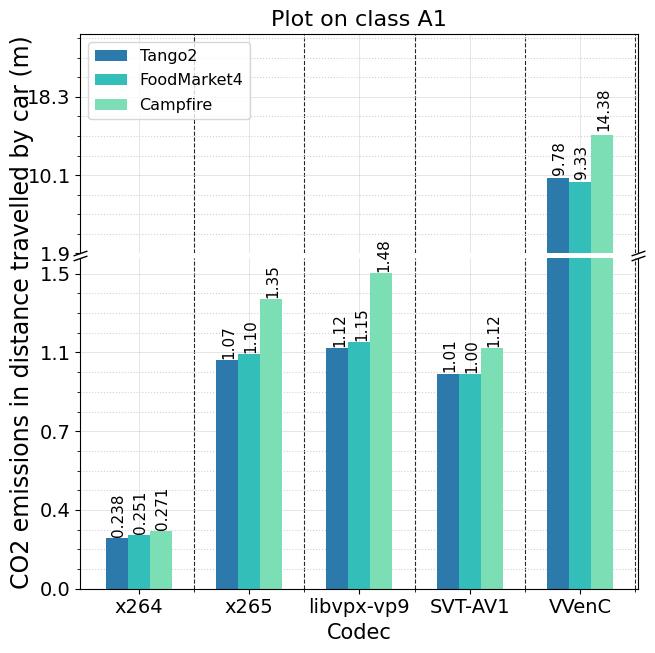 Plot on class A1
Tango2
FoodMarket4
Campfire
CO2 emissions in distance travelled by car (m)
18.3
10.1
1.9
1.5
1.1
0.7
0.4
0.0
0.238
0.251
0.271
1.07
1.10
1.35
1.12
1.15
1.48
1.01
1.00
1.12
9.78
9.33
14.38
x264
x265
libvpx-vp9
SVT-AV1
VVenC
Codec